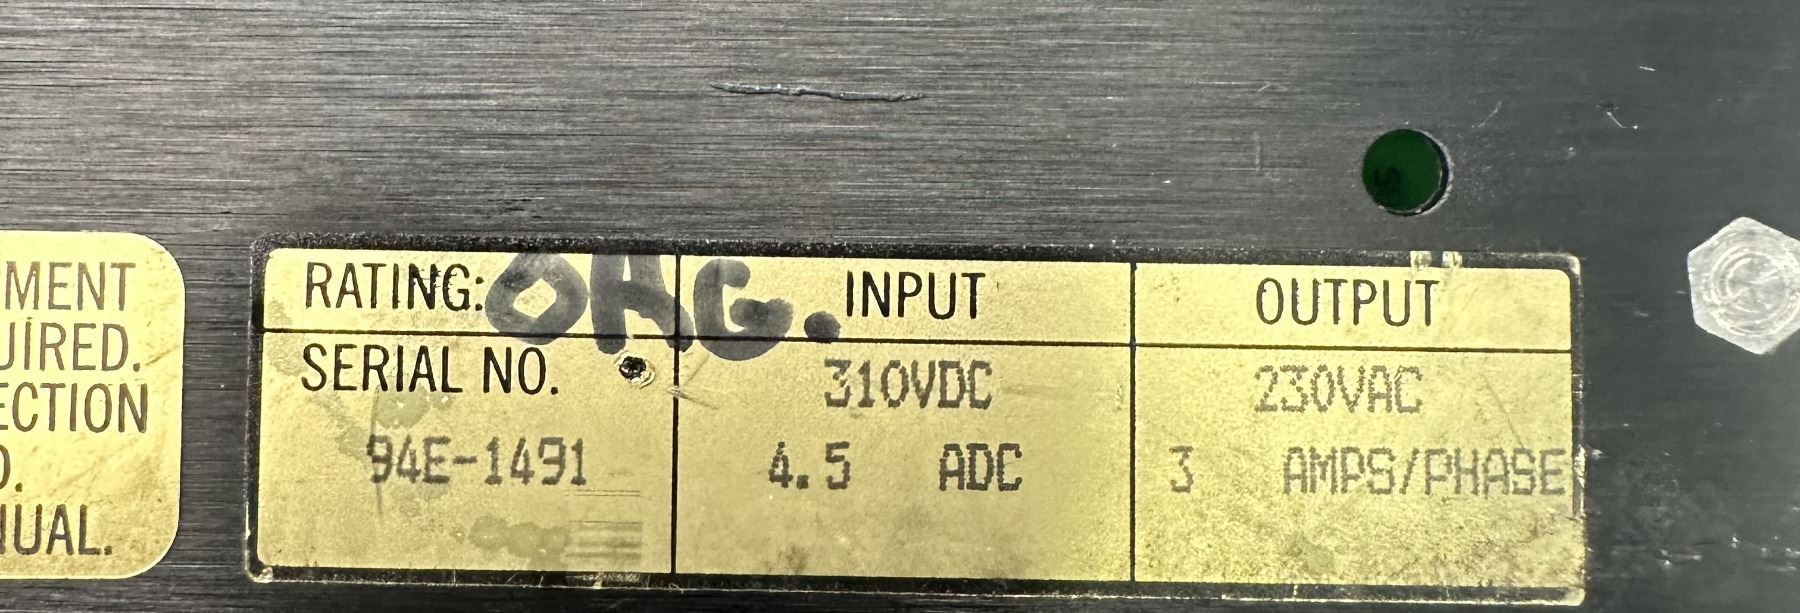 MENT
UIRED.
ECTION
NUAL.
RATING: OAG. INPUT OUTPUT
SERIAL NO. 310VDC 230VAC
94E-1491 4.5 ADC 3 AMPS/PHASE